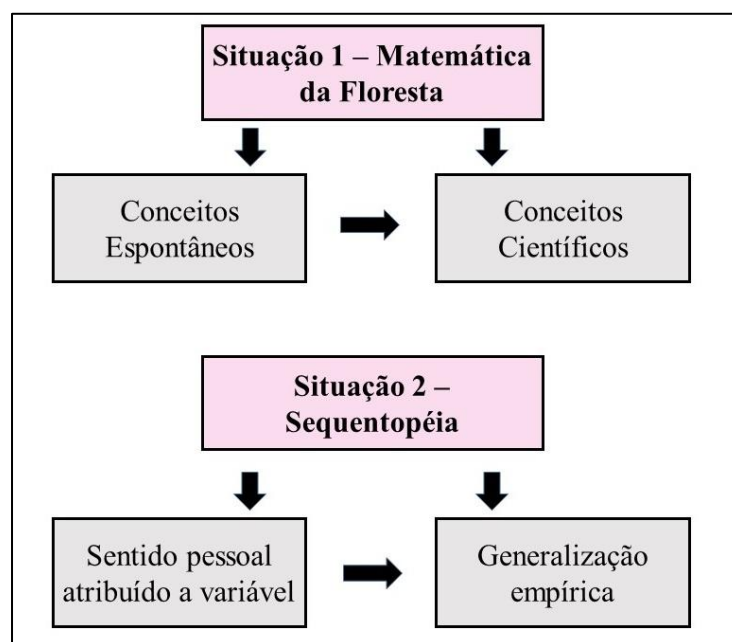 Situação 1 – Matemática
da Floresta
Conceitos
Espontâneos
Conceitos
Científicos
Situação 2 –
Sequentopéia
Sentido pessoal
atribuído a variável
Generalização
empírica